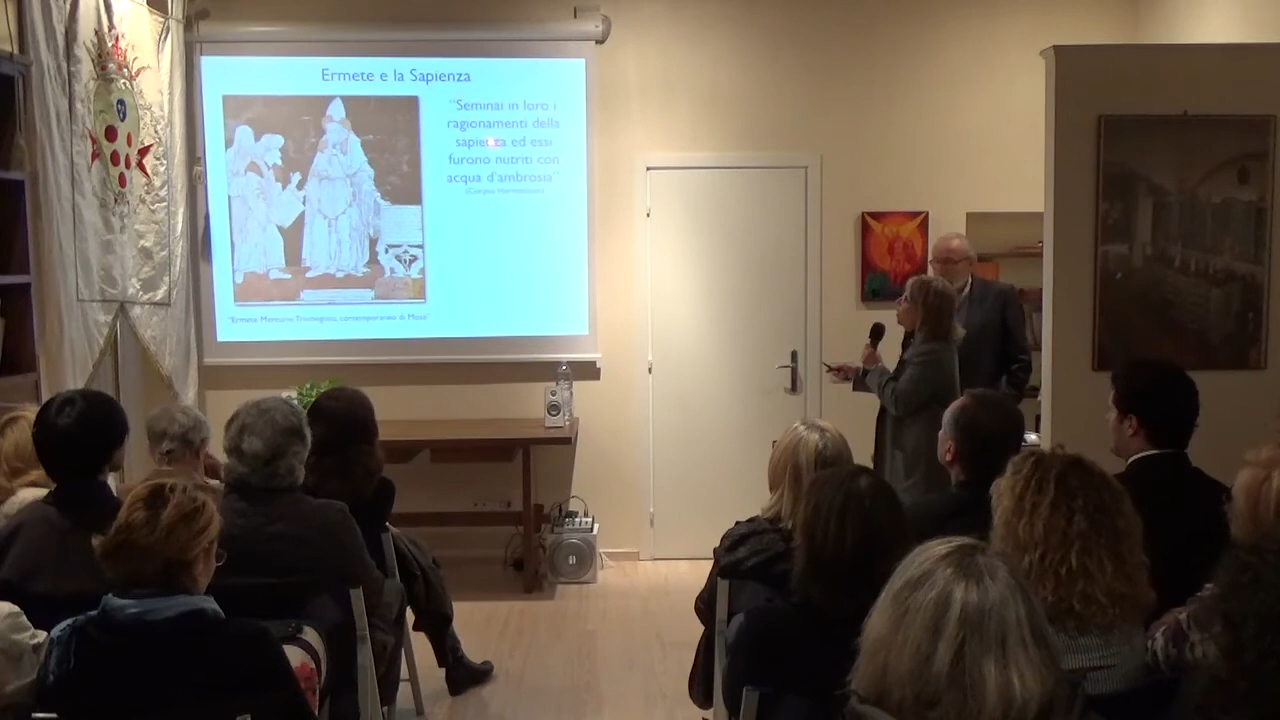 Ermete e la Sapienza
"Seminai in loro i
ragionamenti della
sapienza ed essi
furono nutriti con
acqua d'ambrosia"
(Corpus Hermeticum)
"Ermete Mercurio Trismegisto, contemporaneo di Mosè"